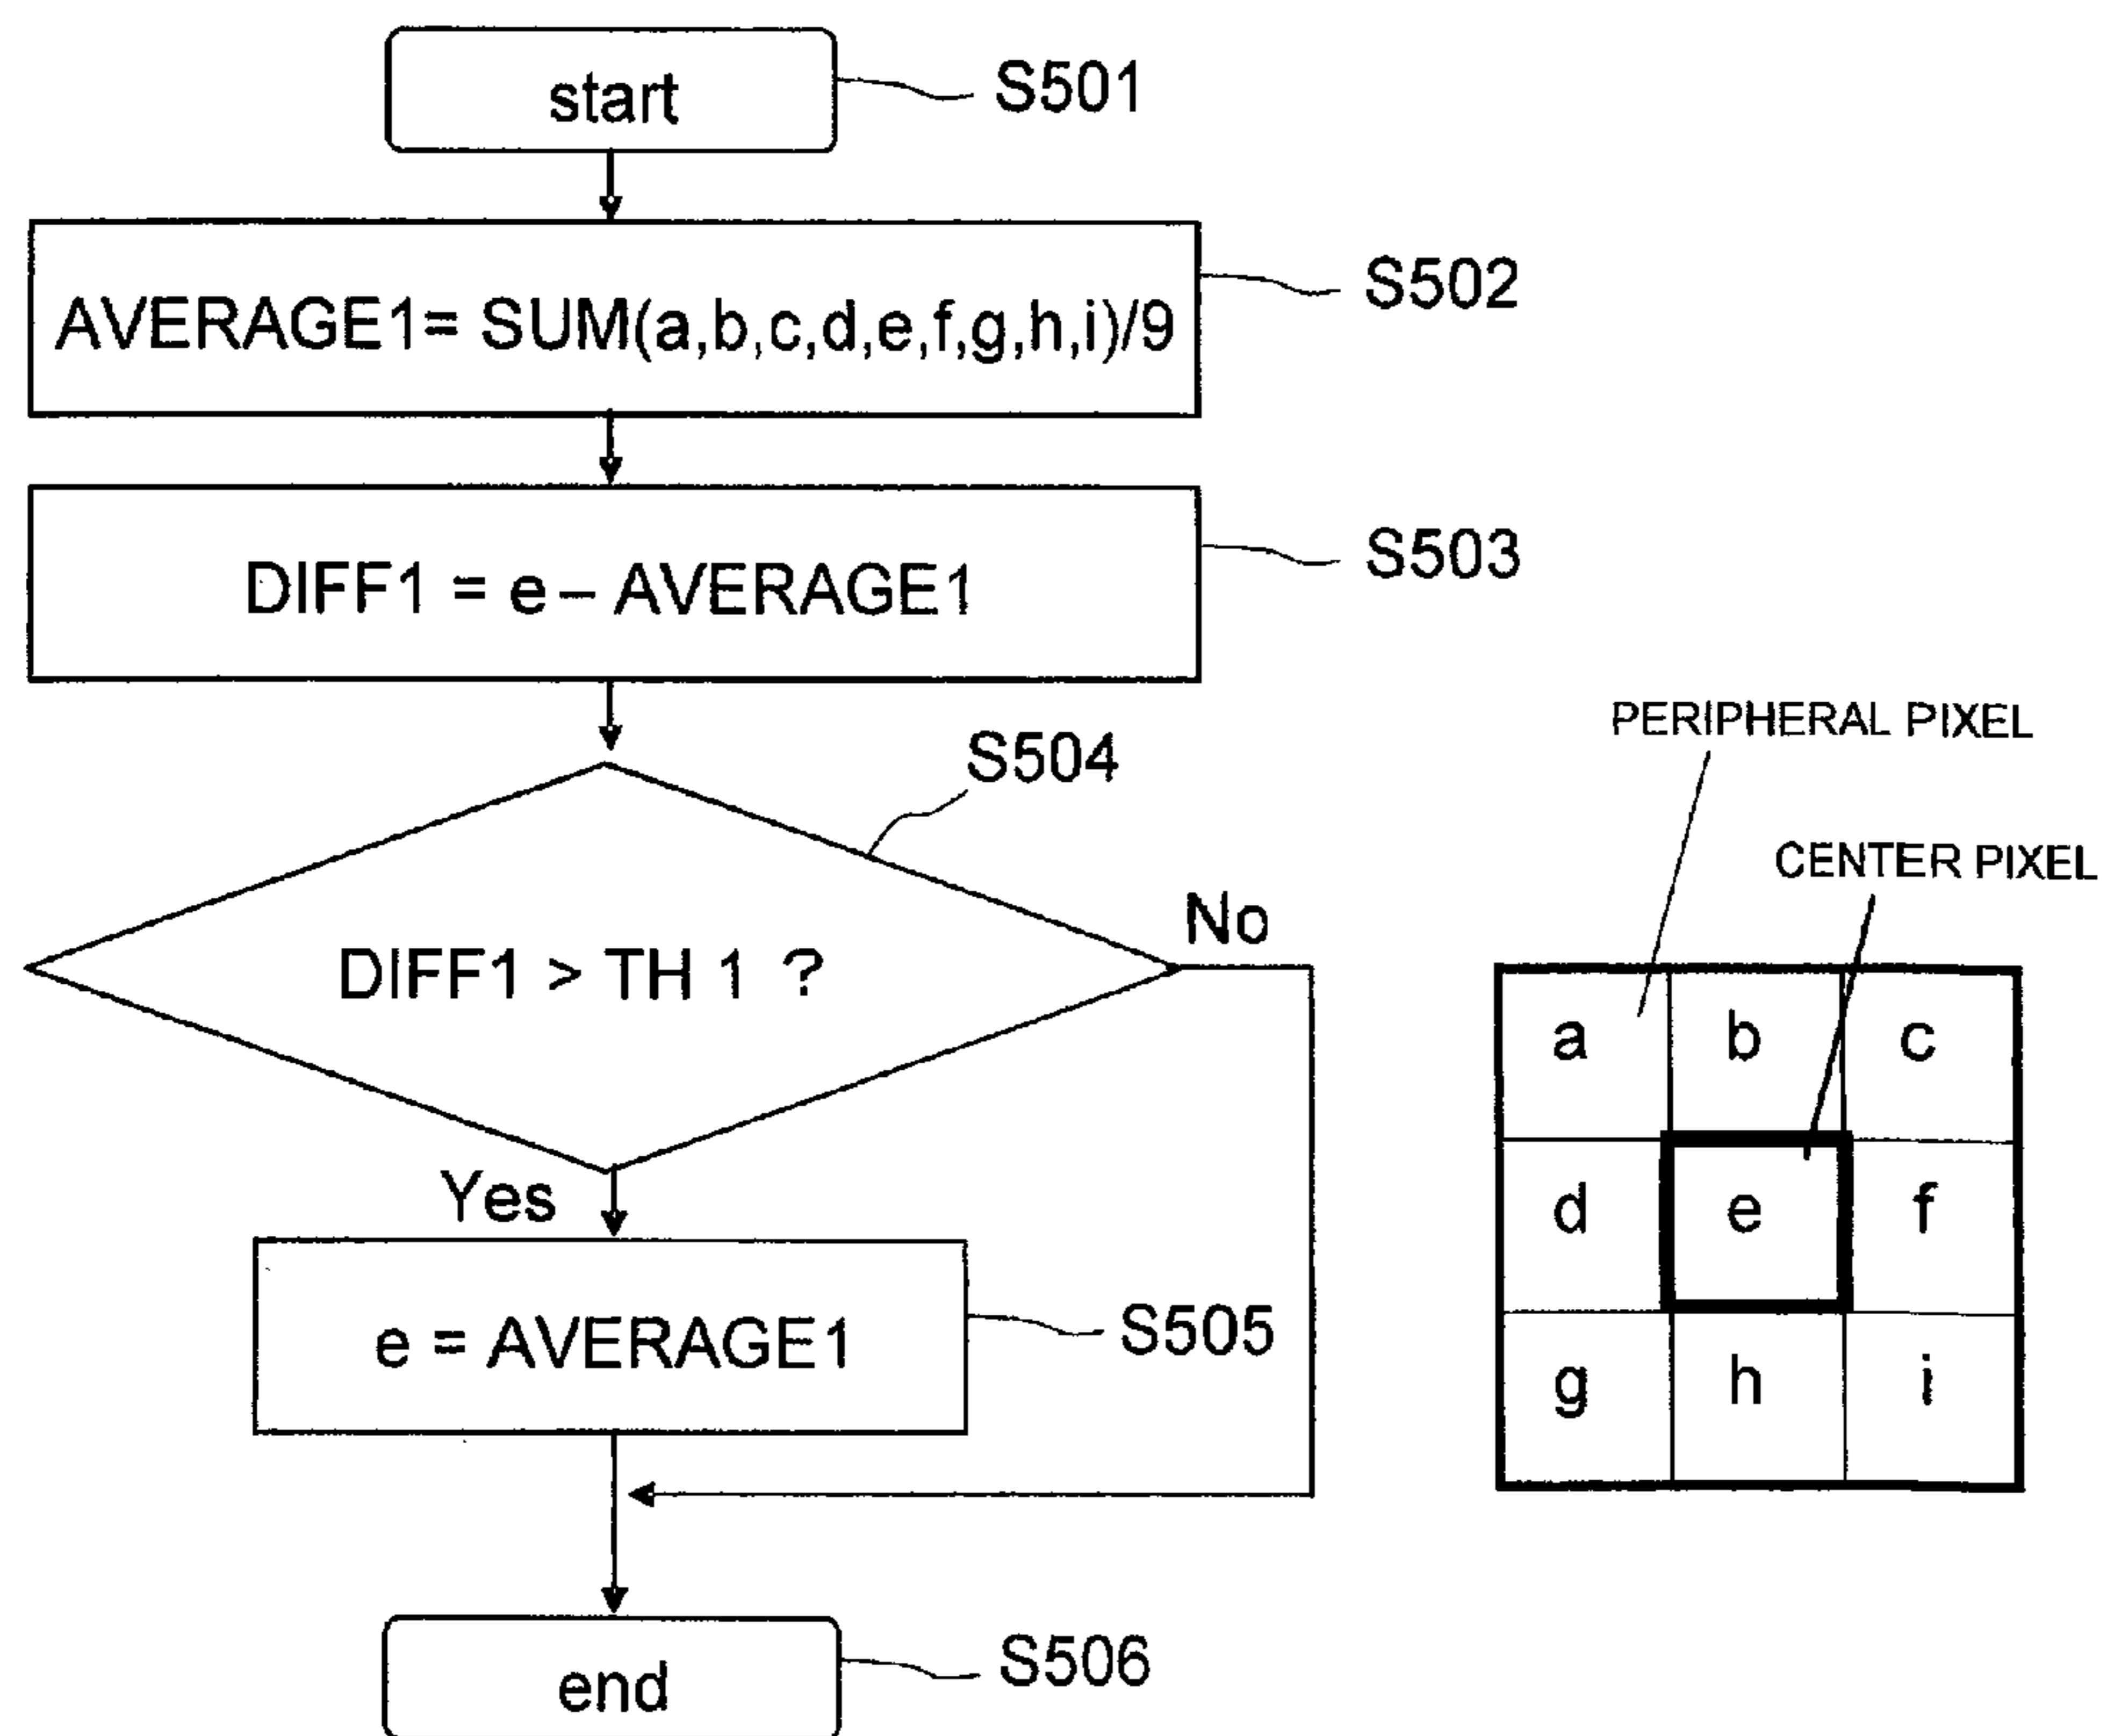 start
S501
AVERAGE1= SUM(a,b,c,d,e,f,g,h,i)/9
S502
DIFF1 = e – AVERAGE1
S503
S504
DIFF1 > TH 1 ?
No
Yes
e = AVERAGE1
S505
end
S506
PERIPHERAL PIXEL
CENTER PIXEL
a b c
d e f
g h i